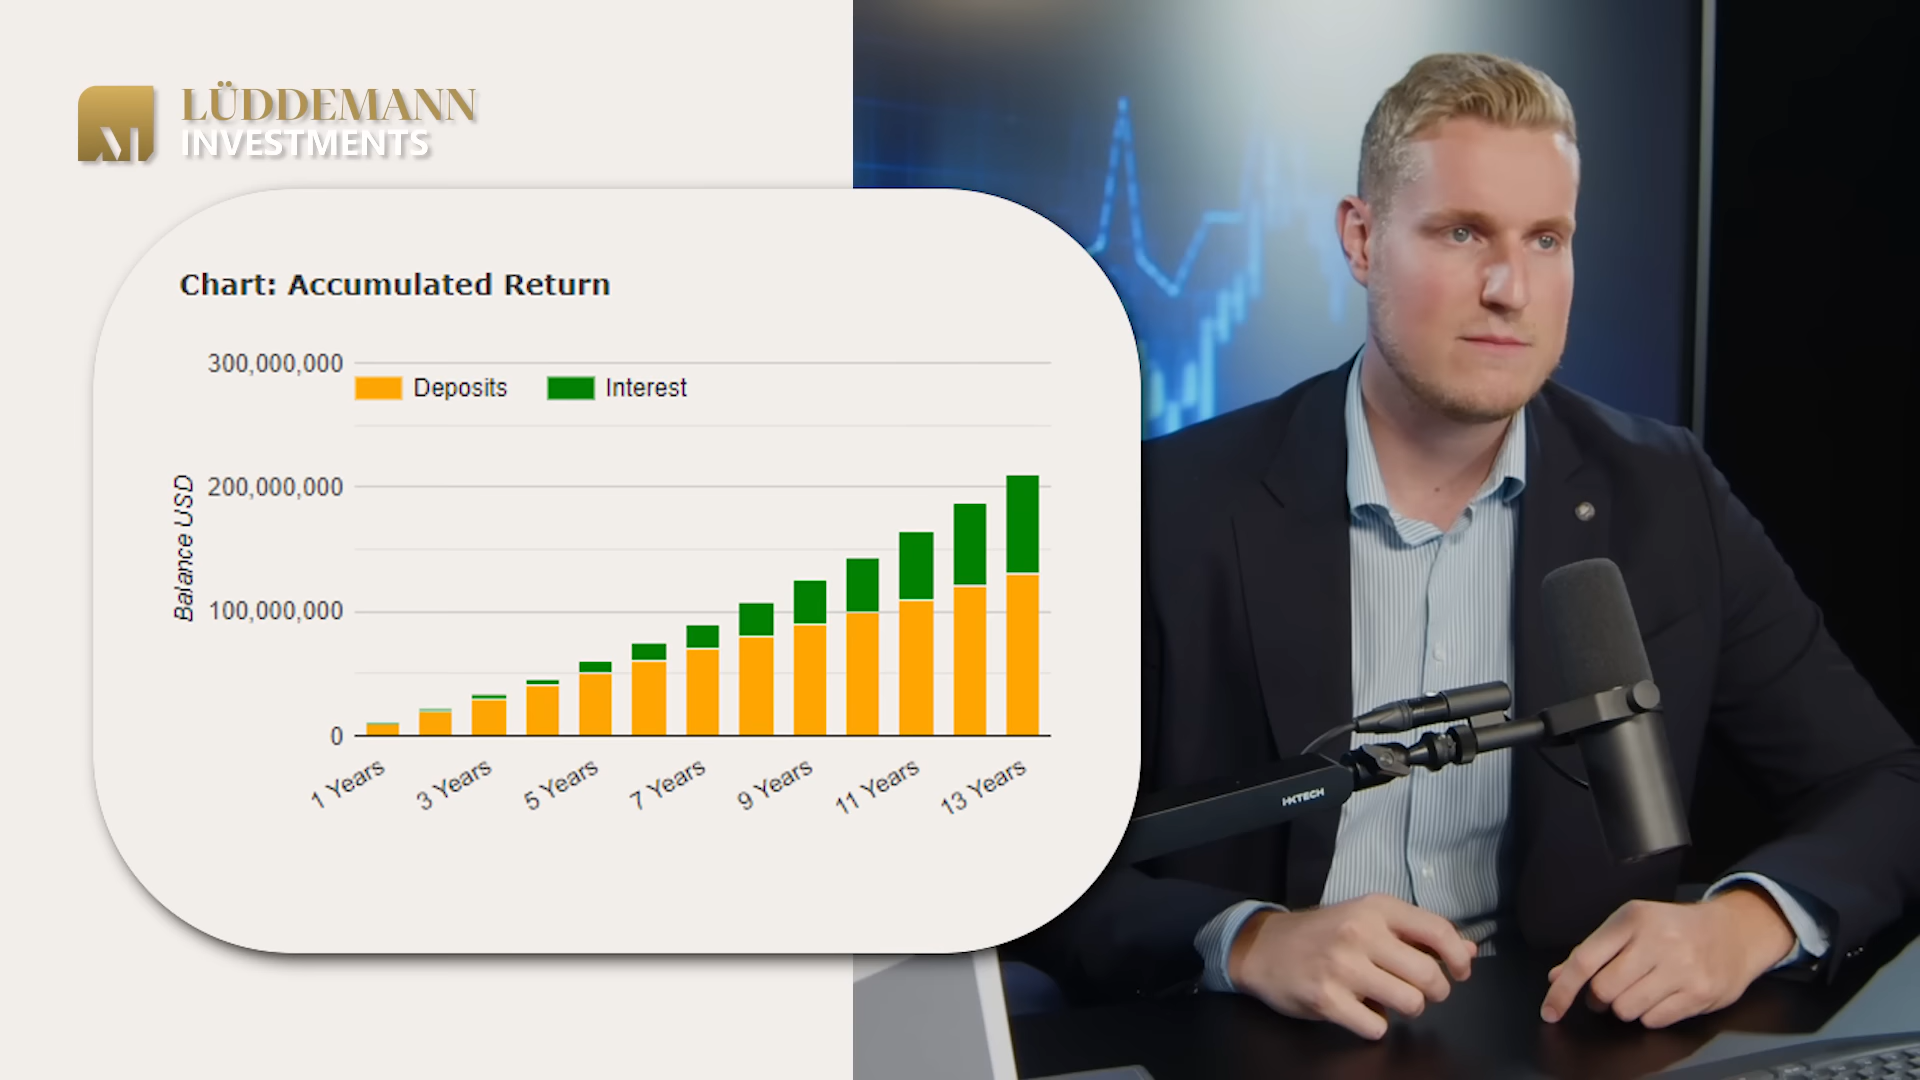 LÜDDEMANN
INVESTMENTS
Chart: Accumulated Return
300,000,000
Deposits
Interest
200,000,000
100,000,000
0
Balance USD
1 Years
3 Years
5 Years
7 Years
9 Years
11 Years
13 Years
HXTECH